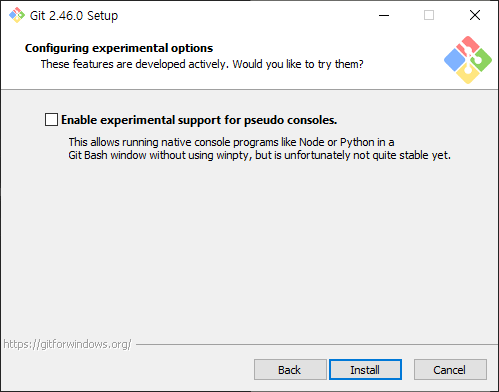 Git 2.46.0 Setup
Configuring experimental options
These features are developed actively. Would you like to try them?
Enable experimental support for pseudo consoles.
This allows running native console programs like Node or Python in a
Git Bash window without using winpty, but is unfortunately not quite stable yet.
https://gitforwindows.org/
Back
Install
Cancel